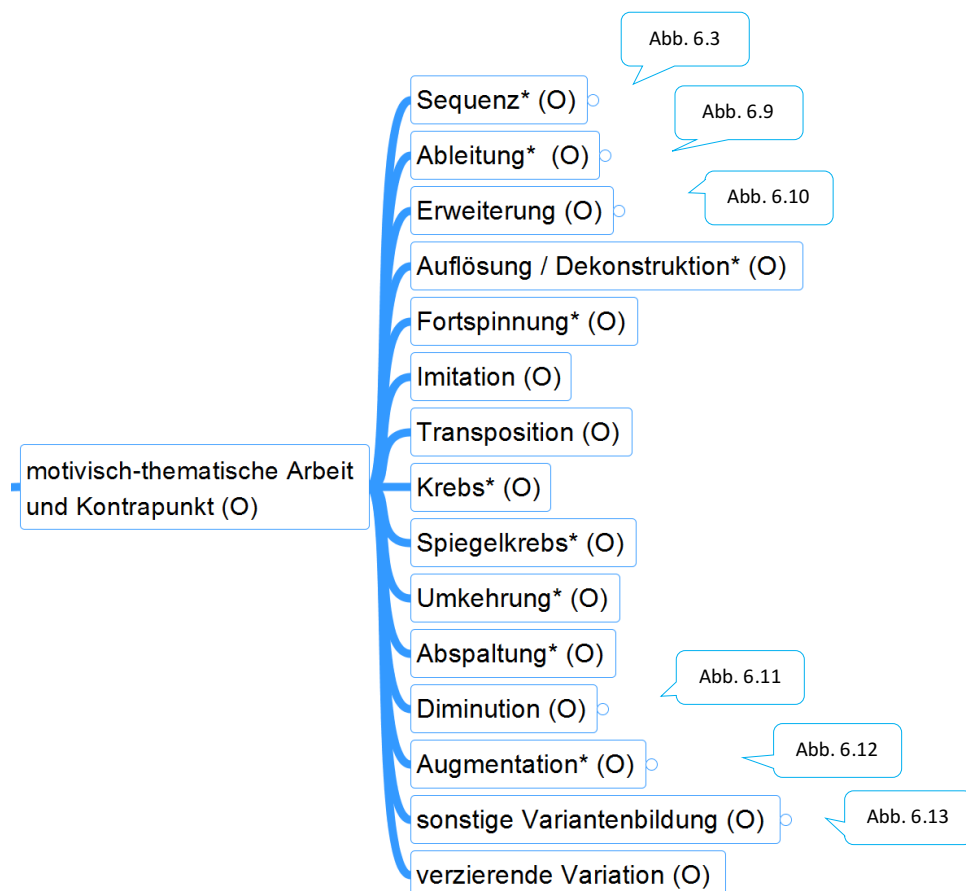 Abb. 6.3
Sequenz* (O)
Abb. 6.9
Ableitung* (O)
Abb. 6.10
Erweiterung (O)
Auflösung / Dekonstruktion* (O)
Fortspinnung* (O)
Imitation (O)
Transposition (O)
motivisch-thematische Arbeit
und Kontrapunkt (O)
Krebs* (O)
Spiegelkrebs* (O)
Umkehrung* (O)
Abspaltung* (O)
Abb. 6.11
Diminution (O)
Abb. 6.12
Augmentation* (O)
Abb. 6.13
sonstige Variantenbildung (O)
verzierende Variation (O)